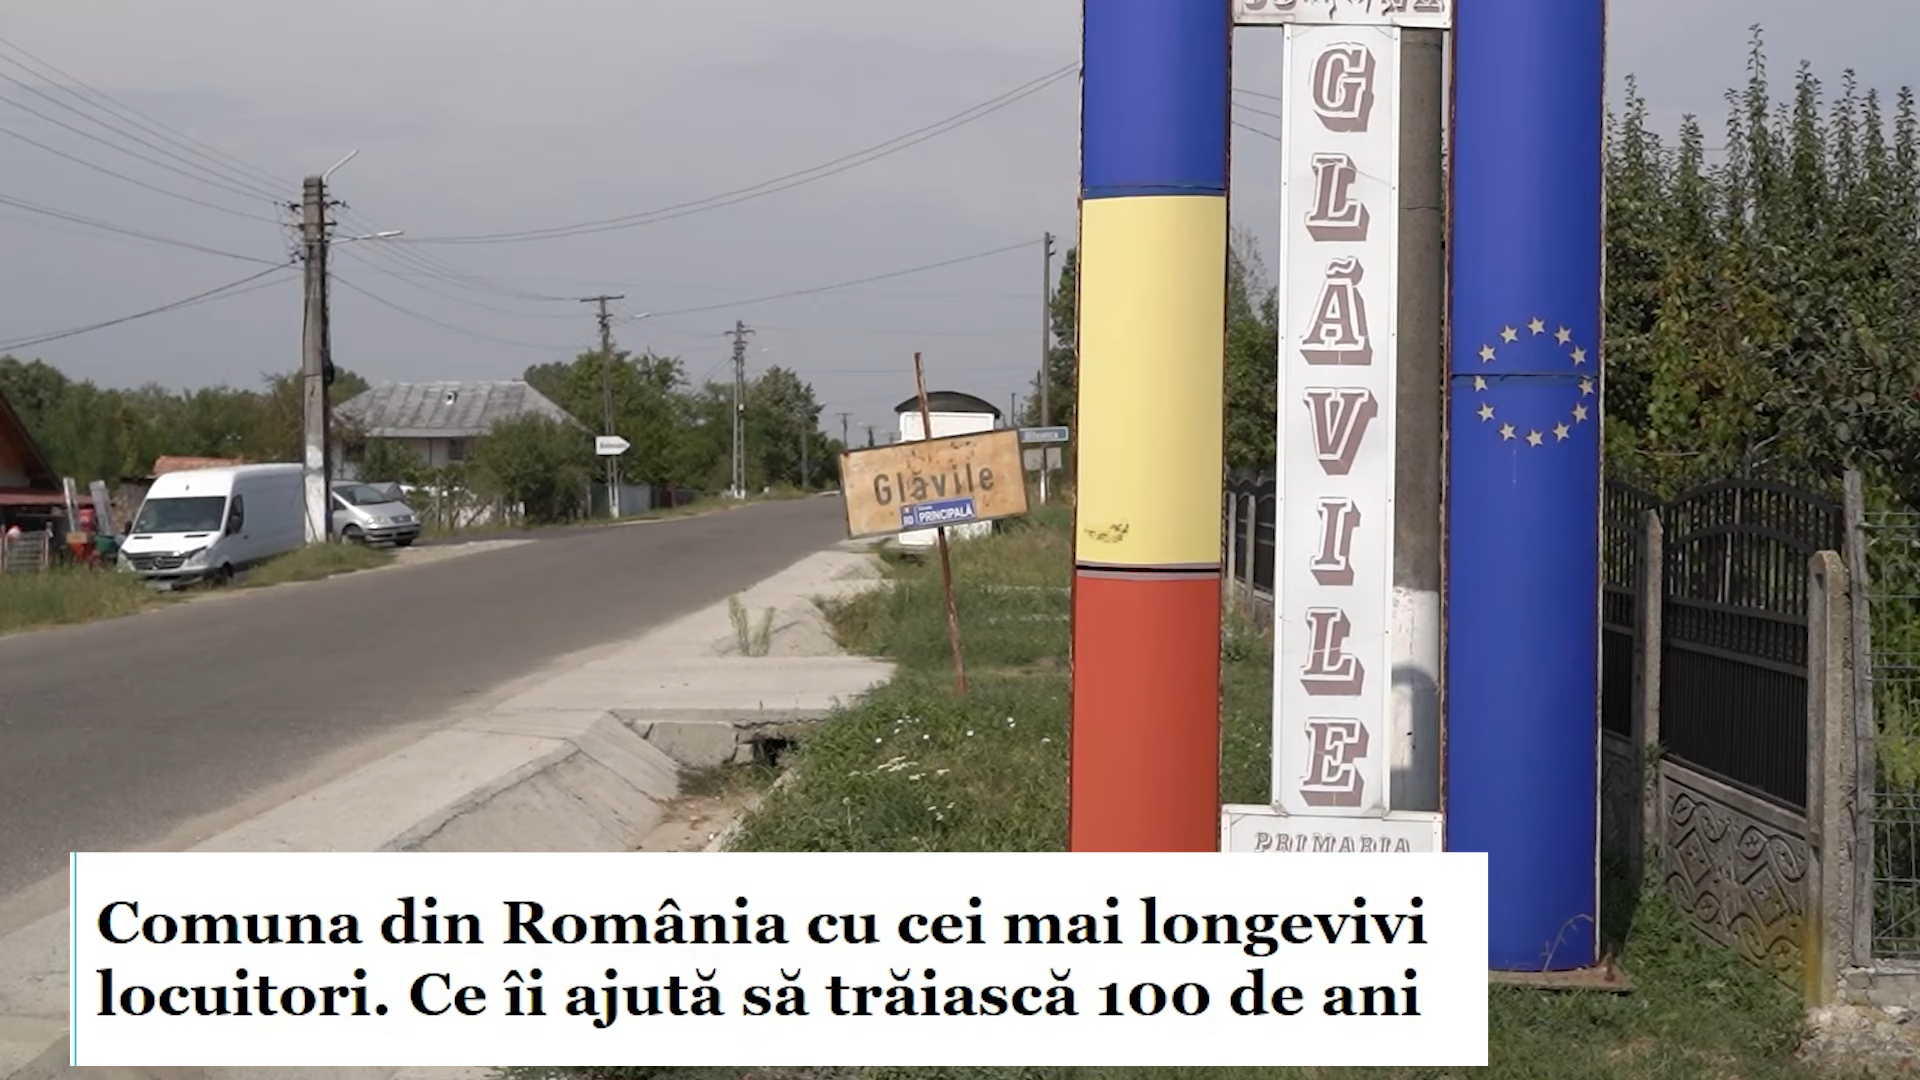 GLĂVILE
Glăvile
PRINCIPALĂ
PRIMARIA
Comuna din România cu cei mai longevivi
locuitori. Ce îi ajută să trăiască 100 de ani